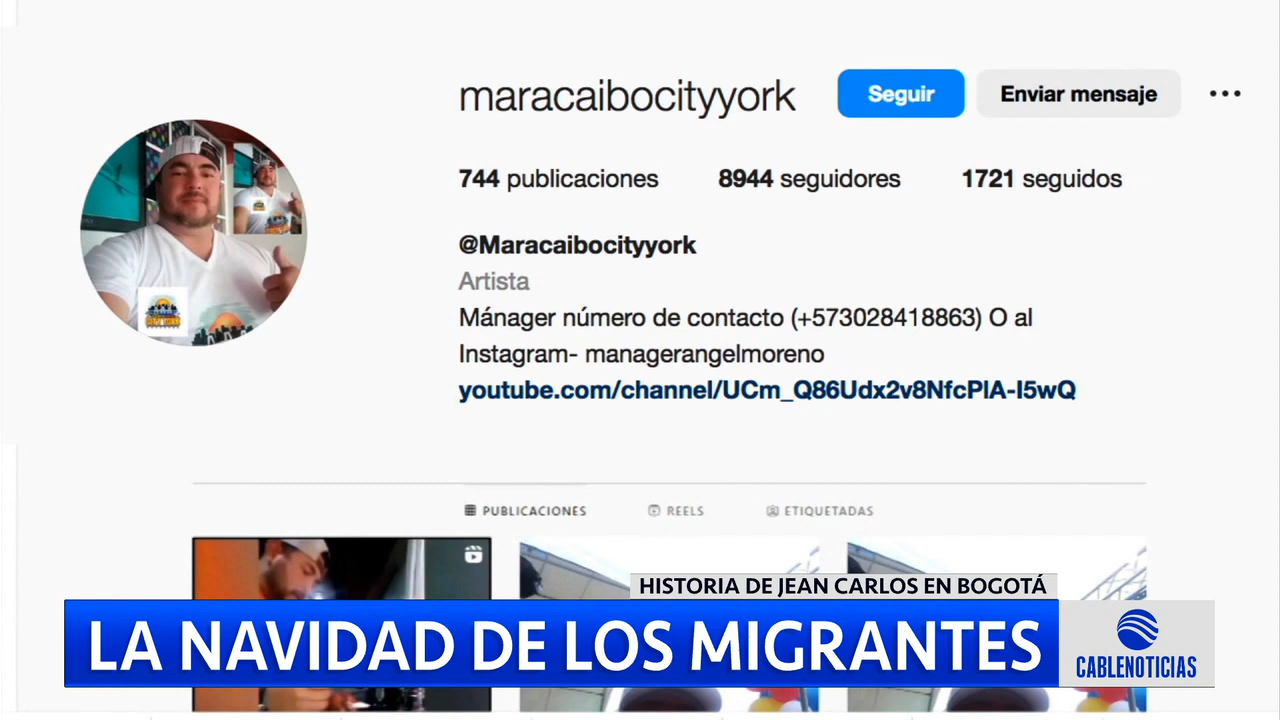 maracaibocityyork Seguir Enviar mensaje
744 publicaciones 8944 seguidores 1721 seguidos
@Maracaibocityyork
Artista
Mánager número de contacto (+573028418863) O al
Instagram- managerangelmoreno
youtube.com/channel/UCm_Q86Udx2v8NfcPlA-I5wQ
PUBLICACIONES REELS ETIQUETADAS
HISTORIA DE JEAN CARLOS EN BOGOTÁ
LA NAVIDAD DE LOS MIGRANTES
CABLENOTICIAS